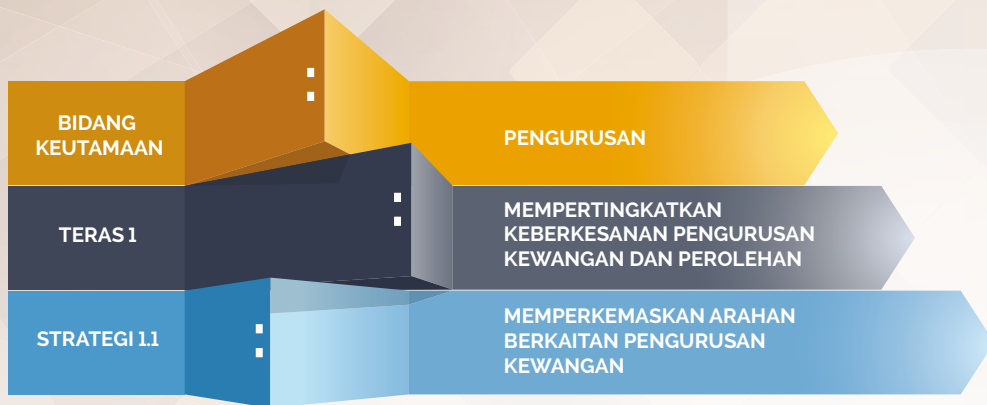 BIDANG
KEUTAMAAN
PENGURUSAN
TERAS 1
MEMPERTINGKATKAN
KEBERKESANAN PENGURUSAN
KEWANGAN DAN PEROLEHAN
STRATEGI 1.1
MEMPERKEMASKAN ARAHAN
BERKAITAN PENGURUSAN
KEWANGAN